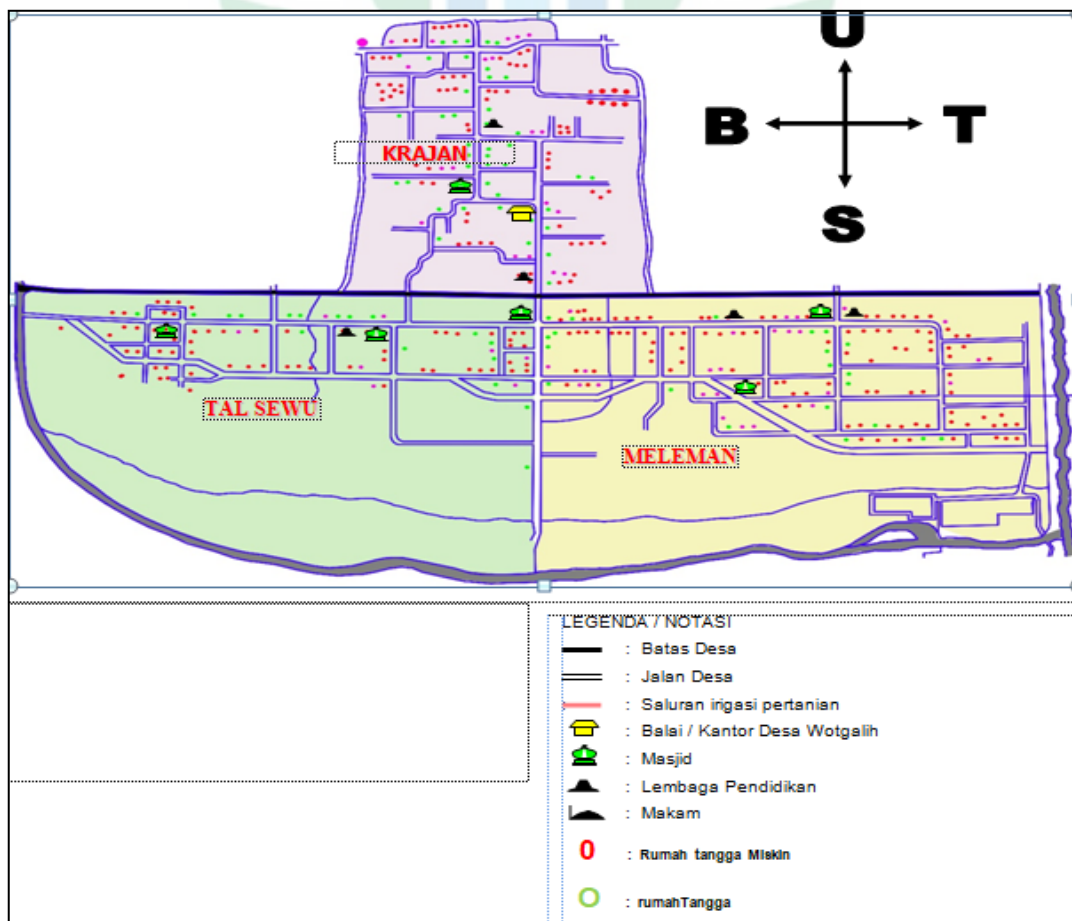 U
B
T
S
KRAJAN
TAL SEWU
MELEMAN
LEGENDA / NOTASI
: Batas Desa
: Jalan Desa
: Saluran irigasi pertanian
: Balai / Kantor Desa Wotgalih
: Masjid
: Lembaga Pendidikan
: Makam
0 : Rumah tangga Miskin
O : rumahTangga